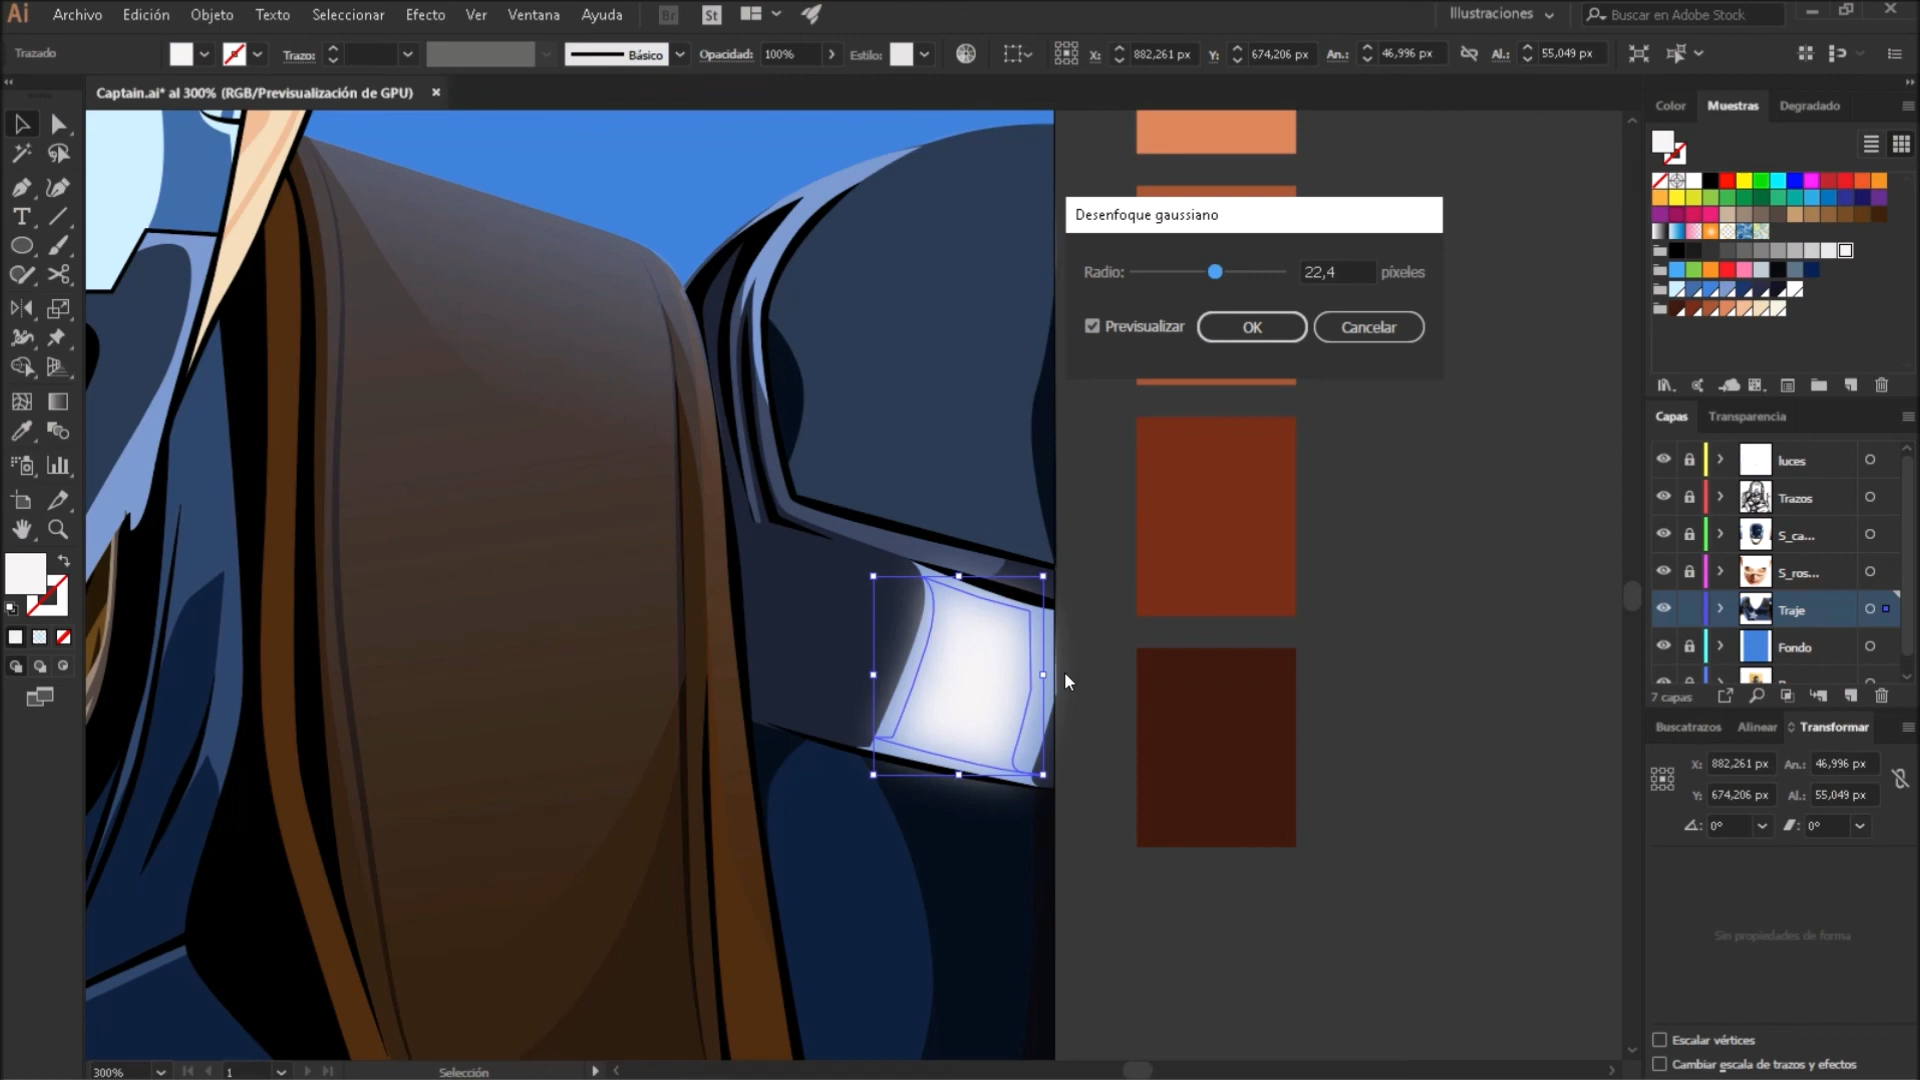 Ai Archivo Edición Objeto Texto Seleccionar Efecto Ver Ventana Ayuda Br St Illustraciones Buscar en Adobe Stock
Trazado Trazo: Básico Opacidad: 100% Estilo: X: 882,261 px Y: 674,206 px An.: 46,996 px Al.: 55,049 px
Captain.ai* al 300% (RGB/Previsualización de GPU)
Color Muestras Degradado
Desenfoque gaussiano
Radio: 22,4 píxeles
Previsualizar OK Cancelar
Capas Transparencia
luces
Trazos
S_ca...
S_ros...
Traje
Fondo
7 capas
Buscatrazos Alinear Transformar
X: 882,261 px An.: 46,996 px
Y: 674,206 px Al.: 55,049 px
0° 0°
Sin propiedades de forma
Escalar vértices
Cambiar escala de trazos y efectos
300% 1 Selección